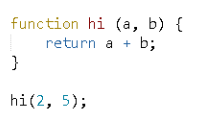 function hi (a, b) {
    return a + b;
}

hi(2, 5);